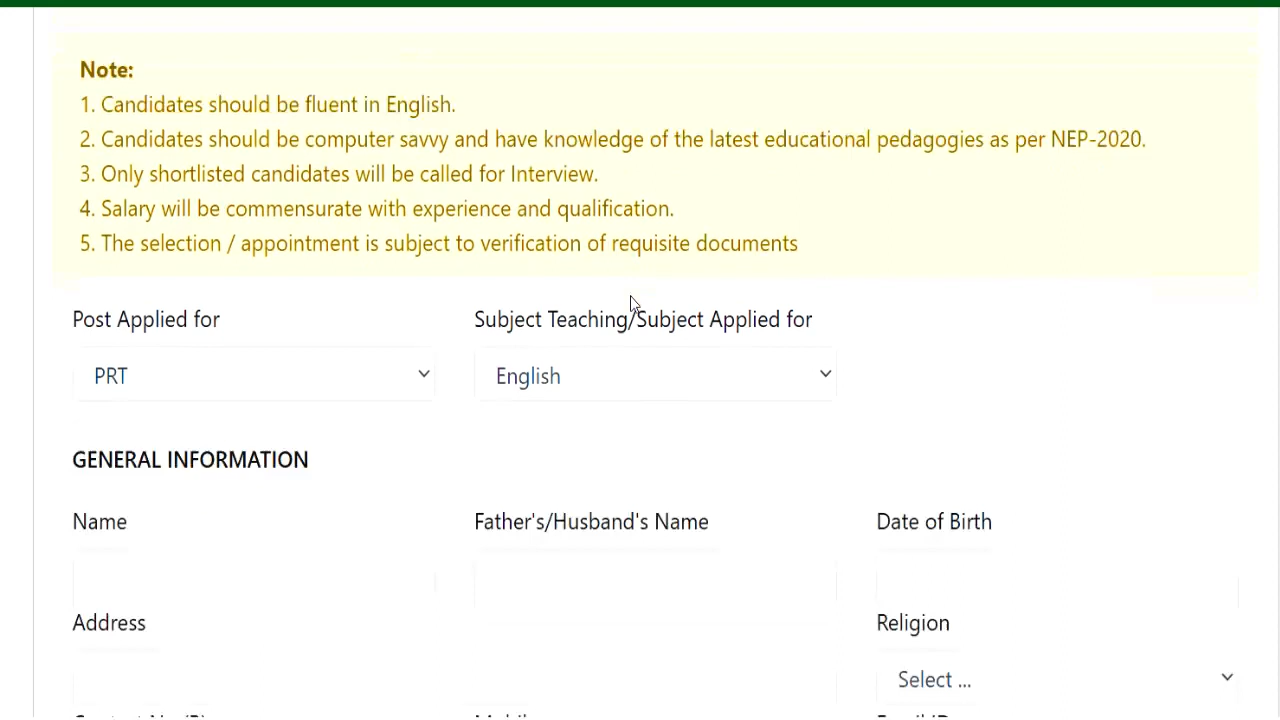 Note:
1. Candidates should be fluent in English.
2. Candidates should be computer savvy and have knowledge of the latest educational pedagogies as per NEP-2020.
3. Only shortlisted candidates will be called for Interview.
4. Salary will be commensurate with experience and qualification.
5. The selection / appointment is subject to verification of requisite documents
Post Applied for Subject Teaching/Subject Applied for
PRT English
GENERAL INFORMATION
Name Father's/Husband's Name Date of Birth
Address Religion
Select ...